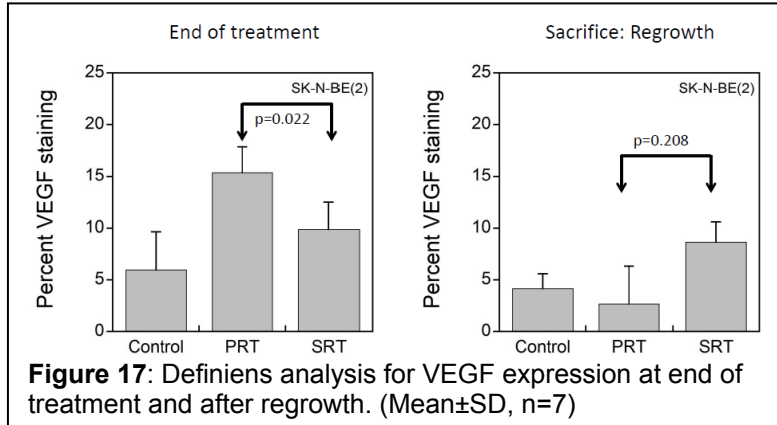 End of treatment
Sacrifice: Regrowth
Percent VEGF staining
25
20
15
10
5
0
SK-N-BE(2)
p=0.022
Control PRT SRT
Percent VEGF staining
25
20
15
10
5
0
SK-N-BE(2)
p=0.208
Control PRT SRT
Figure 17: Definiens analysis for VEGF expression at end of
treatment and after regrowth. (Mean±SD, n=7)